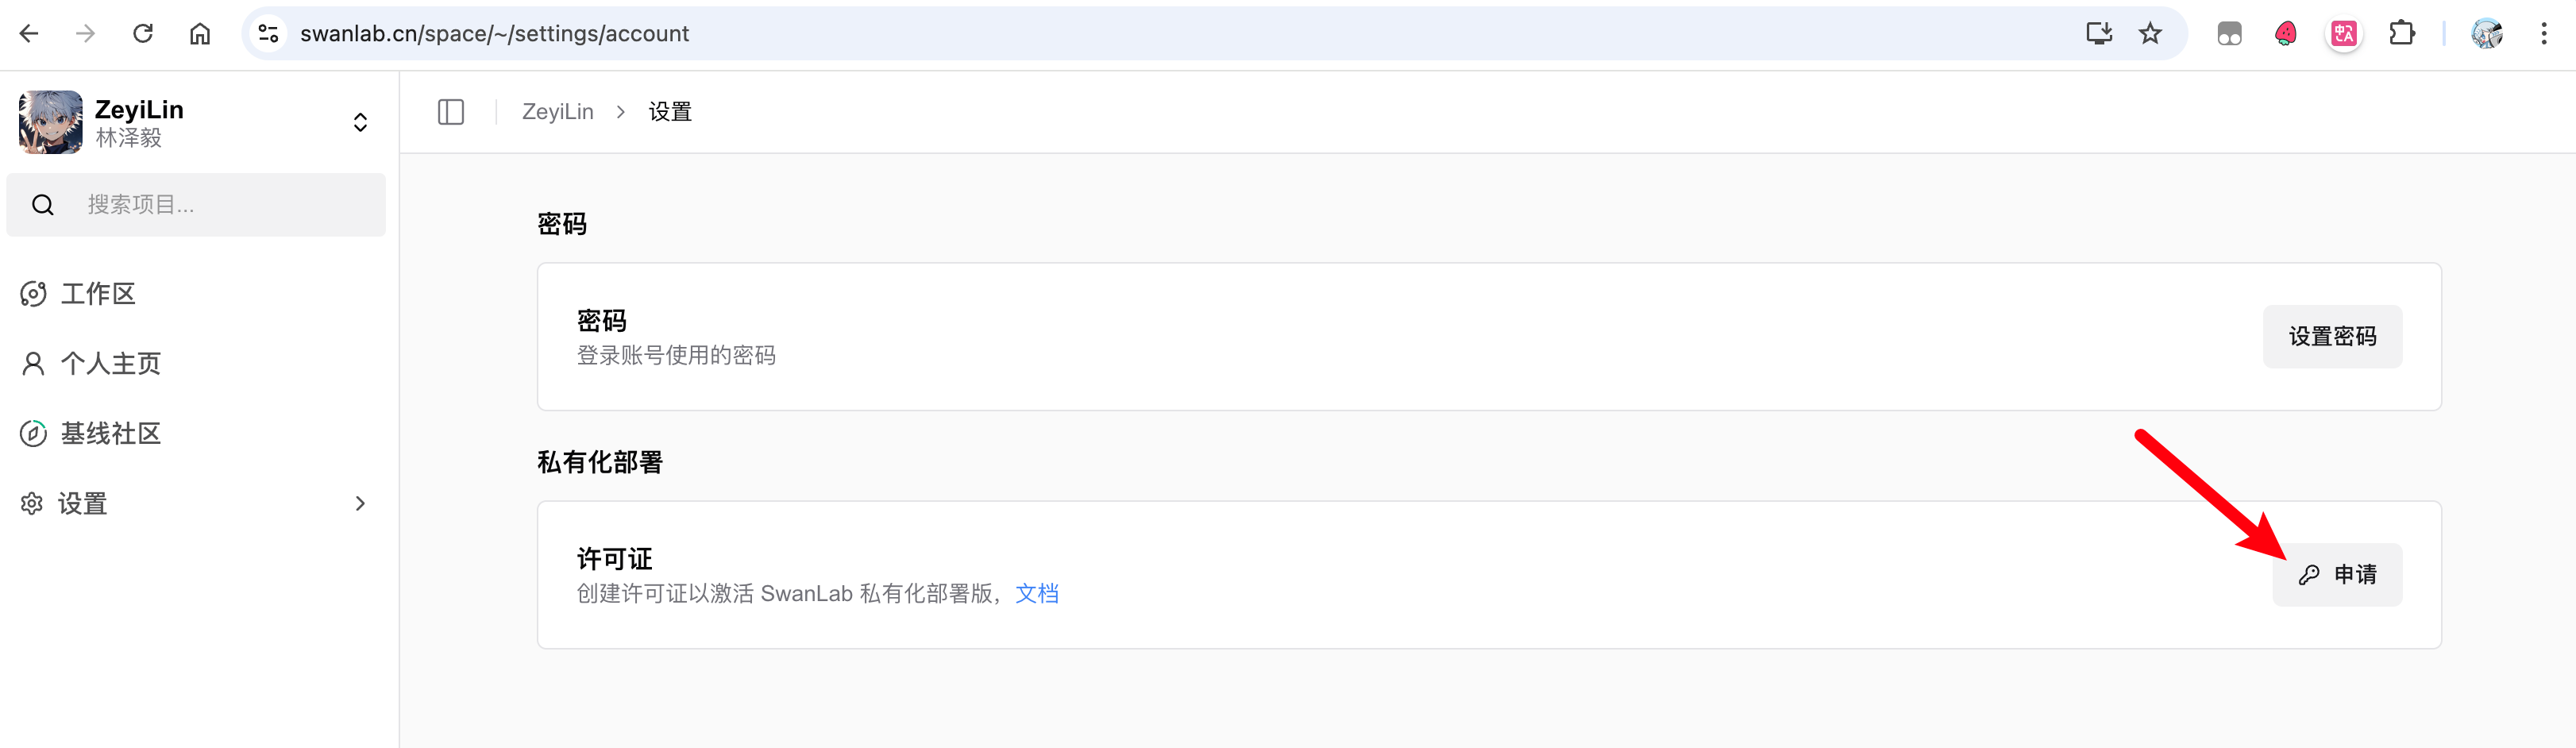 swanlab.cn/space/~/settings/account
ZeyiLin
林泽毅
搜索项目...
工作区
个人主页
基线社区
设置
ZeyiLin > 设置
密码
密码
登录账号使用的密码
设置密码
私有化部署
许可证
创建许可证以激活 SwanLab 私有化部署版，文档
申请